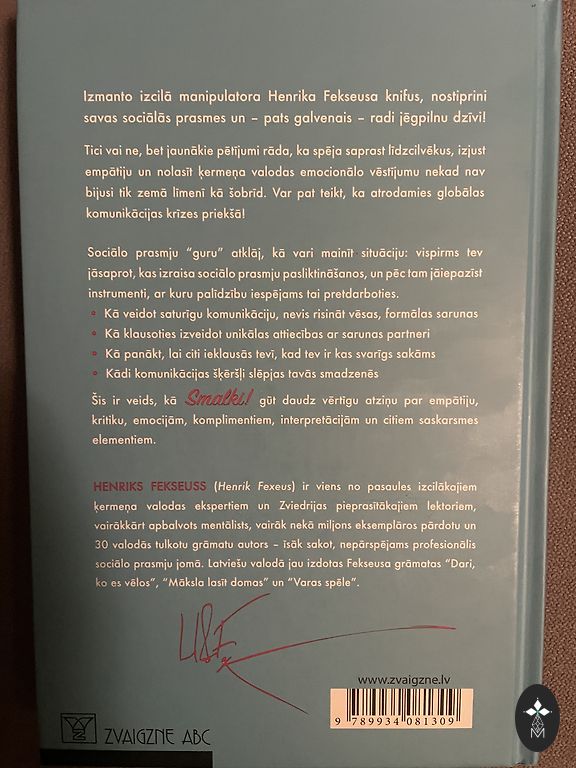 Izmanto izcilā manipulatora Henrika Fekseusa knifus, nostiprini
savas sociālās prasmes un – pats galvenais – radi jēgpilnu dzīvi!
Tici vai ne, bet jaunākie pētījumi rāda, ka spēja saprast līdzcilvēkus, izjust
empātiju un nolasīt ķermeņa valodas emocionālo vēstījumu nekad nav
bijusi tik zemā līmenī kā šobrīd. Var pat teikt, ka atrodamies globālas
komunikācijas krīzes priekšā!
Sociālo prasmju “guru” atklāj, kā vari mainīt situāciju: vispirms tev
jāsaprot, kas izraisa sociālo prasmju pasliktināšanos, un pēc tam jāiepazīst
instrumenti, ar kuru palīdzību iespējams tai pretdarboties.
• Kā veidot saturīgu komunikāciju, nevis risināt vēsas, formālas sarunas
• Kā klausoties izveidot unikālas attiecības ar sarunas partneri
• Kā panākt, lai citi ieklausās tevī, kad tev ir kas svarīgs sakāms
• Kādi komunikācijas šķēršļi slēpjas tavās smadzenēs
Šis ir veids, kā Smalki! gūt daudz vērtīgu atziņu par empātiju,
kritiku, emocijām, komplimentiem, interpretācijām un citiem saskarsmes
elementiem.
HENRIKS FEKSEUSS (Henrik Fexeus) ir viens no pasaules izcilākajiem
ķermeņa valodas ekspertiem un Zviedrijas pieprasītākajiem lektoriem,
vairākkārt apbalvots mentālists, vairāk nekā miljons eksemplāros pārdotu un
30 valodās tulkotu grāmatu autors – īsāk sakot, nepārspējams profesionālis
sociālo prasmju jomā. Latviešu valodā jau izdotas Fekseusa grāmatas “Dari,
ko es vēlos”, “Māksla lasīt domas” un “Varas spēle”.
www.zvaigzne.lv
9 789934 081309
ZVAIGZNE ABC